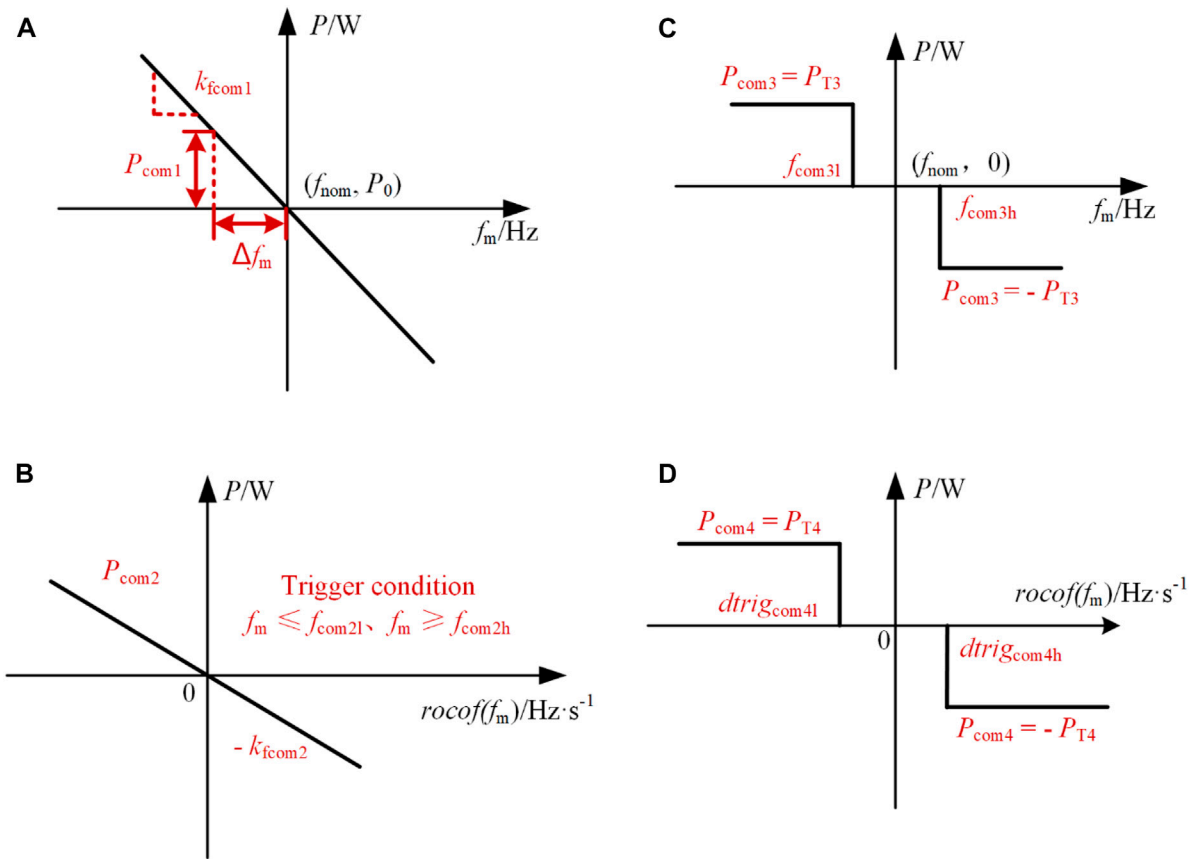 A
P/W
k_fcom1
P_com1
(f_nom, P_0)
f_m/Hz
Δf_m
B
P/W
P_com2
Trigger condition
f_m ≤ f_com2l、f_m ≥ f_com2h
0
rocof(f_m)/Hz·s^-1
- k_fcom2
C
P/W
P_com3 = P_T3
f_com3l
(f_nom, 0)
f_com3h
f_m/Hz
P_com3 = - P_T3
D
P/W
P_com4 = P_T4
rocof(f_m)/Hz·s^-1
dtrig_com4l
0
dtrig_com4h
P_com4 = - P_T4